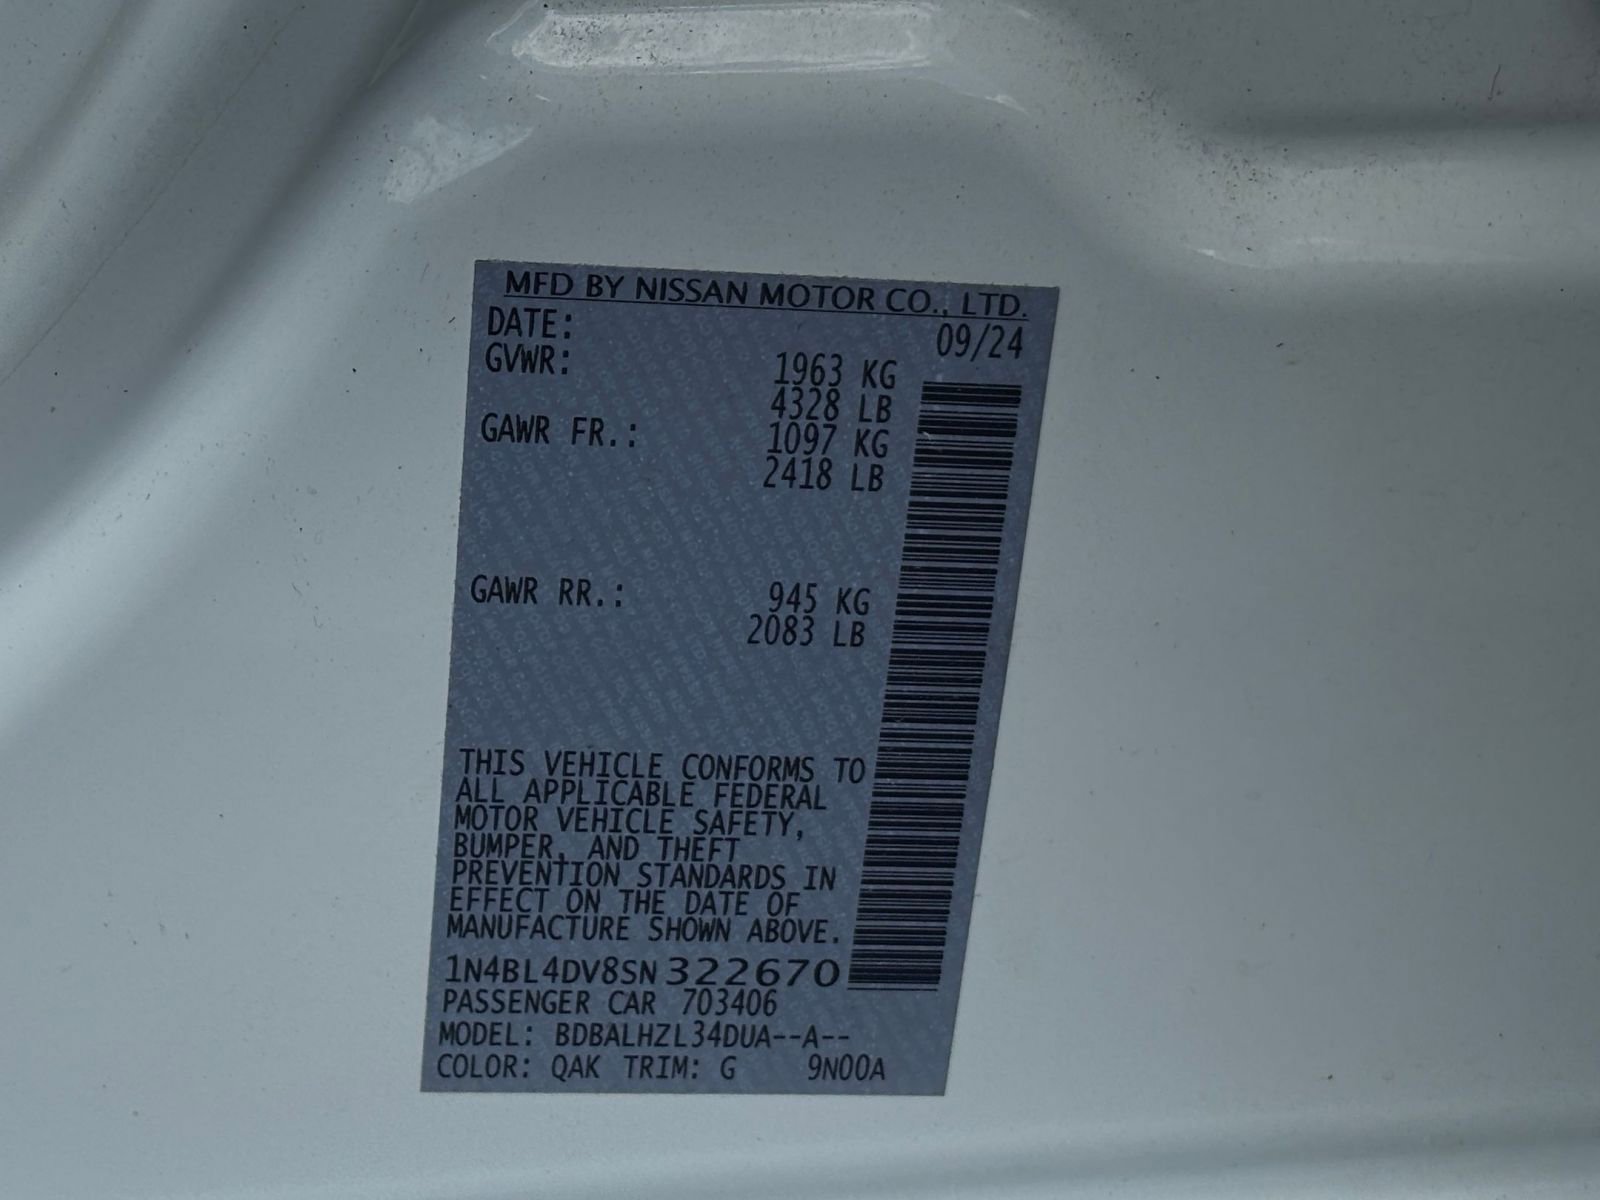 MFD BY NISSAN MOTOR CO., LTD.
DATE: 09/24
GVWR: 1963 KG
4328 LB
GAWR FR.: 1097 KG
2418 LB
GAWR RR.: 945 KG
2083 LB
THIS VEHICLE CONFORMS TO
ALL APPLICABLE FEDERAL
MOTOR VEHICLE SAFETY,
BUMPER, AND THEFT
PREVENTION STANDARDS IN
EFFECT ON THE DATE OF
MANUFACTURE SHOWN ABOVE.
1N4BL4DV8SN322670
PASSENGER CAR 703406
MODEL: BDBALHZL34DUA--A--
COLOR: QAK TRIM: G 9N00A